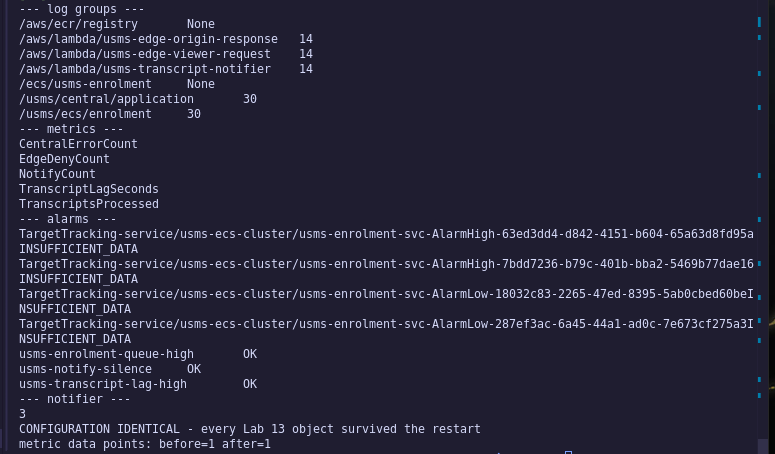 --- log groups ---
/aws/ecr/registry       None
/aws/lambda/usms-edge-origin-response   14
/aws/lambda/usms-edge-viewer-request    14
/aws/lambda/usms-transcript-notifier    14
/ecs/usms-enrolment     None
/usms/central/application       30
/usms/ecs/enrolment     30
--- metrics ---
CentralErrorCount
EdgeDenyCount
NotifyCount
TranscriptLagSeconds
TranscriptsProcessed
--- alarms ---
TargetTracking-service/usms-ecs-cluster/usms-enrolment-svc-AlarmHigh-63ed3dd4-d842-4151-b604-65a63d8fd95a
INSUFFICIENT_DATA
TargetTracking-service/usms-ecs-cluster/usms-enrolment-svc-AlarmHigh-7bdd7236-b79c-401b-bba2-5469b77dae16
INSUFFICIENT_DATA
TargetTracking-service/usms-ecs-cluster/usms-enrolment-svc-AlarmLow-18032c83-2265-47ed-8395-5ab0cbed60beI
NSUFFICIENT_DATA
TargetTracking-service/usms-ecs-cluster/usms-enrolment-svc-AlarmLow-287ef3ac-6a45-44a1-ad0c-7e673cf275a3I
NSUFFICIENT_DATA
usms-enrolment-queue-high       OK
usms-notify-silence     OK
usms-transcript-lag-high        OK
--- notifier ---
3
CONFIGURATION IDENTICAL - every Lab 13 object survived the restart
metric data points: before=1 after=1